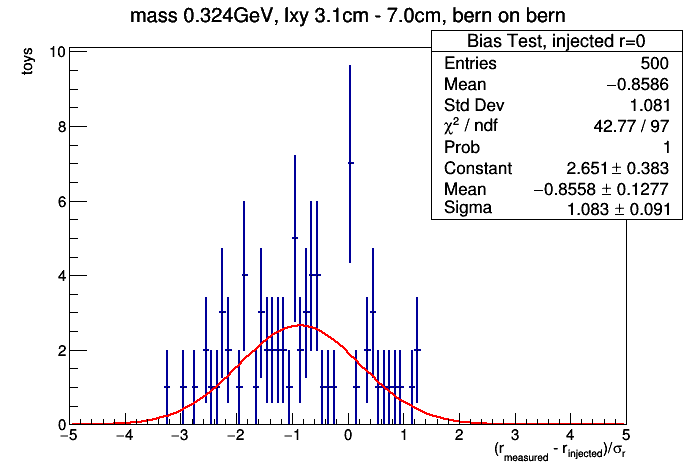 mass 0.324GeV, lxy 3.1cm - 7.0cm, bern on bern
Bias Test, injected r=0
Entries 500
Mean −0.8586
Std Dev 1.081
χ² / ndf 42.77 / 97
Prob 1
Constant 2.651 ± 0.383
Mean −0.8558 ± 0.1277
Sigma 1.083 ± 0.091
toys
10
8
6
4
2
0
−5 −4 −3 −2 −1 0 1 2 3 4 5
(r_measured - r_injected)/σ_r